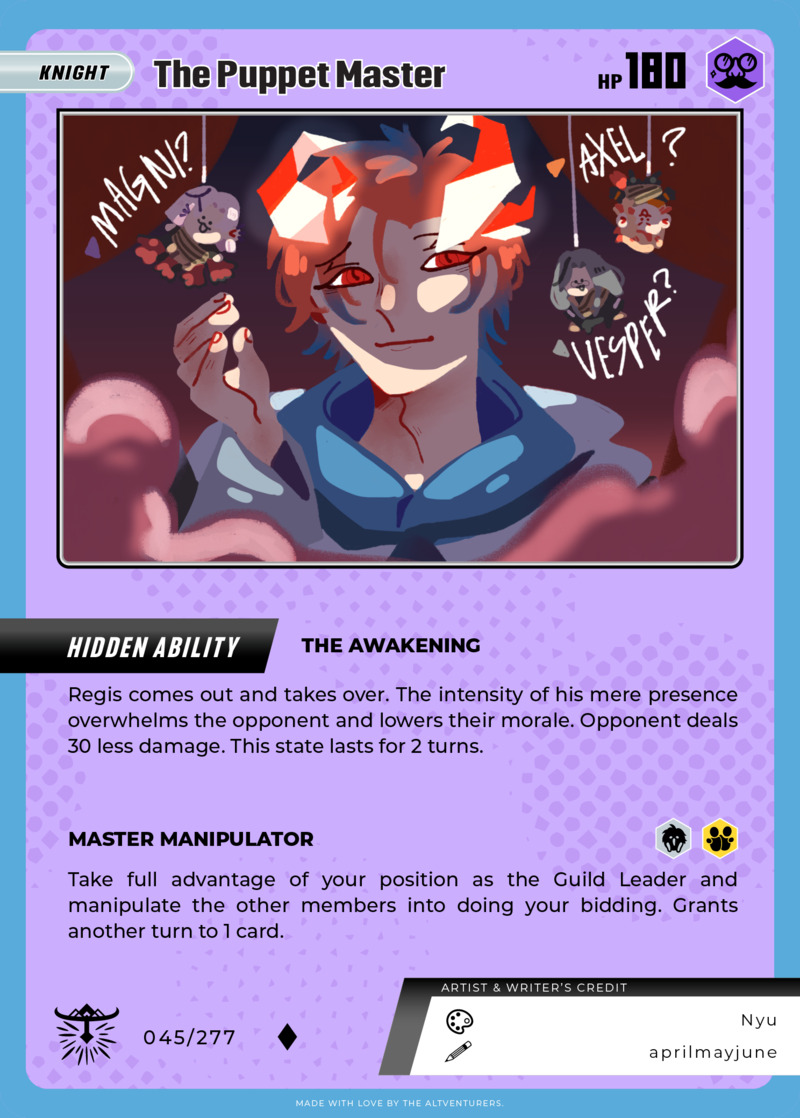 KNIGHT
The Puppet Master
HP 180
MAGNI?
AXEL ?
VESPER?
HIDDEN ABILITY
THE AWAKENING
Regis comes out and takes over. The intensity of his mere presence
overwhelms the opponent and lowers their morale. Opponent deals
30 less damage. This state lasts for 2 turns.
MASTER MANIPULATOR
Take full advantage of your position as the Guild Leader and
manipulate the other members into doing your bidding. Grants
another turn to 1 card.
ARTIST & WRITER'S CREDIT
Nyu
aprilmayjune
045/277
MADE WITH LOVE BY THE ALTVENTURERS.